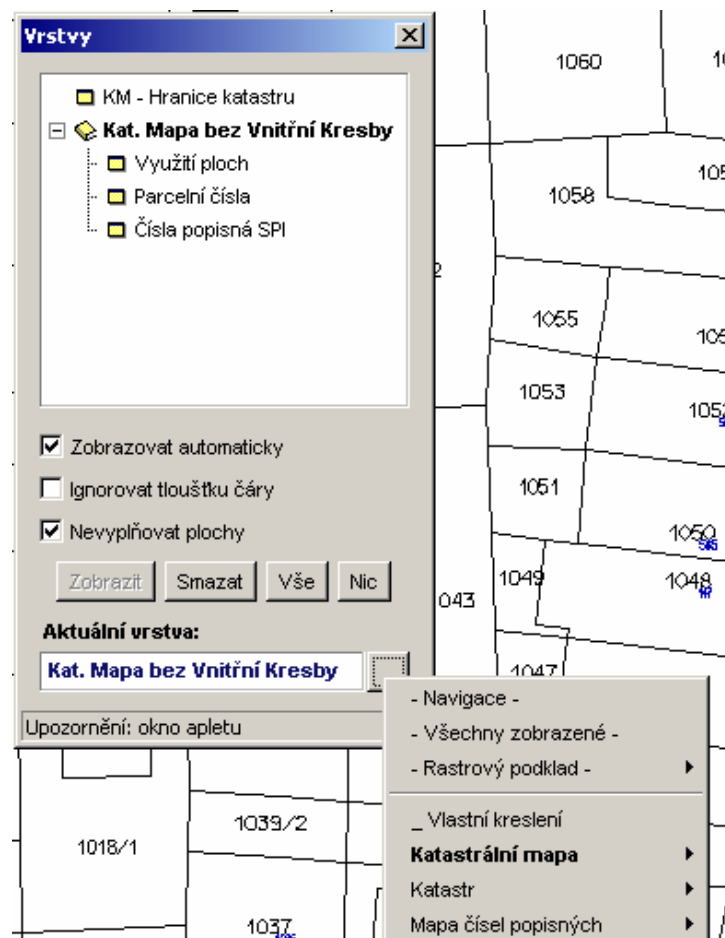 Vrstvy
KM - Hranice katastru
Kat. Mapa bez Vnitřní Kresby
Využití ploch
Parcelní čísla
Čísla popisná SPI
Zobrazovat automaticky
Ignorovat tloušťku čáry
Nevyplňovat plochy
Zobrazit Smazat Vše Nic
Aktuální vrstva:
Kat. Mapa bez Vnitřní Kresby
Upozornění: okno apletu
- Navigace -
- Všechny zobrazené -
- Rastrový podklad -
_ Vlastní kreslení
Katastrální mapa
Katastr
Mapa čísel popisných
1060
1058
1055
1053
1052
1051
1050
1049
1048
043
1047
1039/2
1018/1
1037